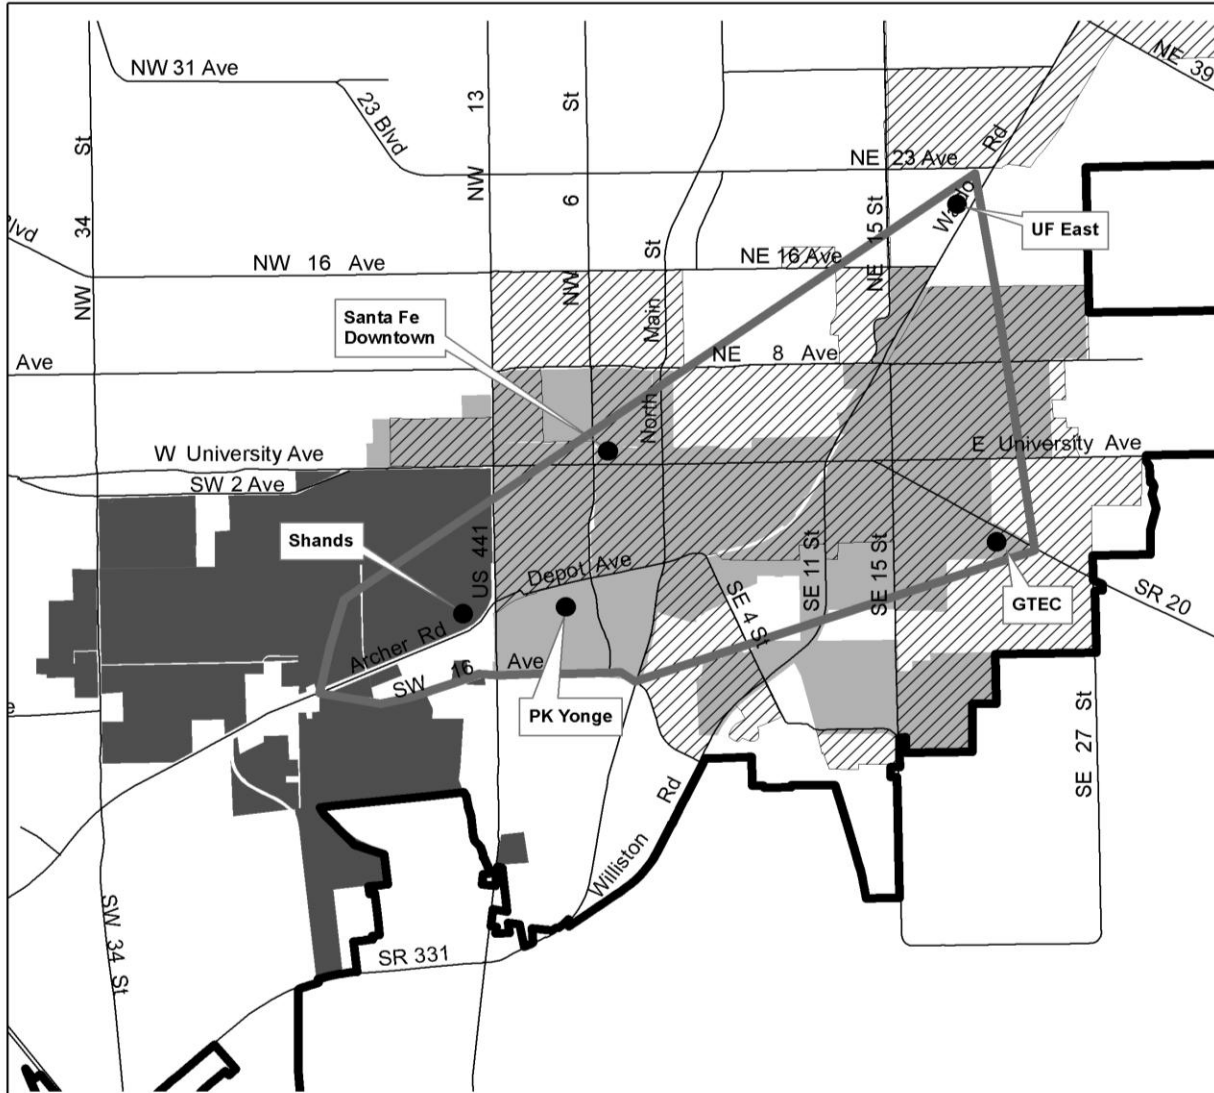 NW 31 Ave
NE 39
23 Blvd
13
NW
St
6
NW
Rd
NE 23 Ave
St
34
NW
Blvd
Waldo
UF East
NE 15 St
NW 16 Ave
NE 16 Ave
St
Main
North
Santa Fe
Downtown
Ave
NE 8 Ave
W University Ave
E University Ave
SW 2 Ave
Shands
US 441
Depot Ave
SE 11 St
SE 15 St
SE 4 St
GTEC
SR 20
Archer Rd
SW 16 Ave
PK Yonge
SE 27 St
Williston Rd
SW 34 St
SR 331